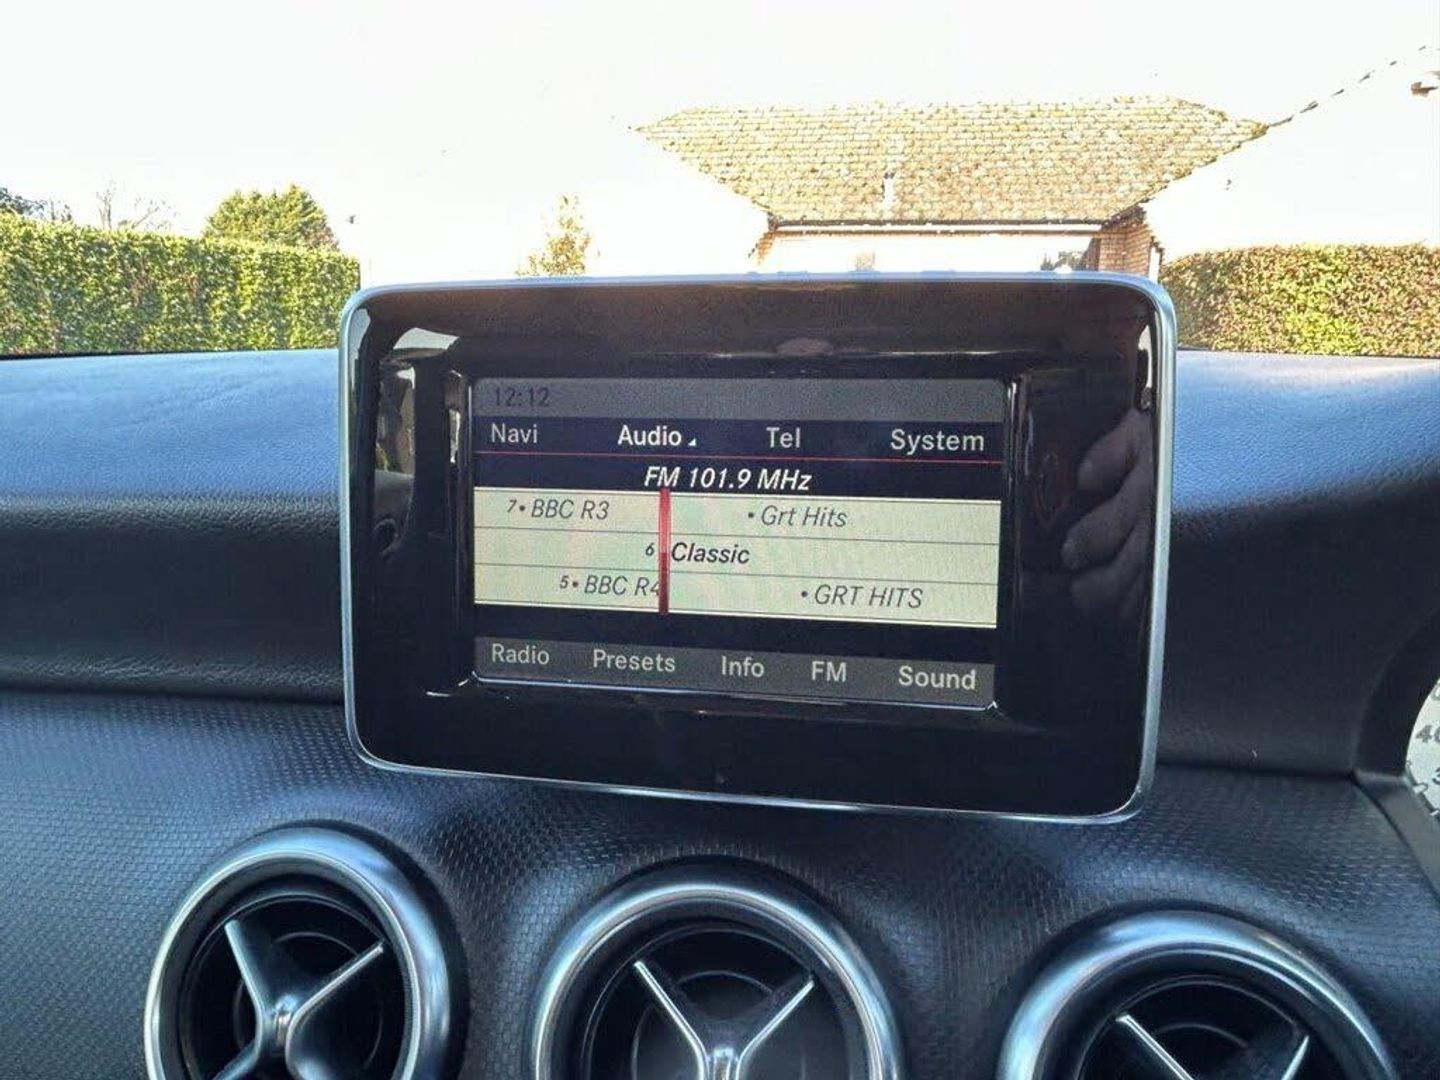 12:12
Navi Audio Tel System
FM 101.9 MHz
7• BBC R3 • Grt Hits
6 Classic
5• BBC R4 • GRT HITS
Radio Presets Info FM Sound